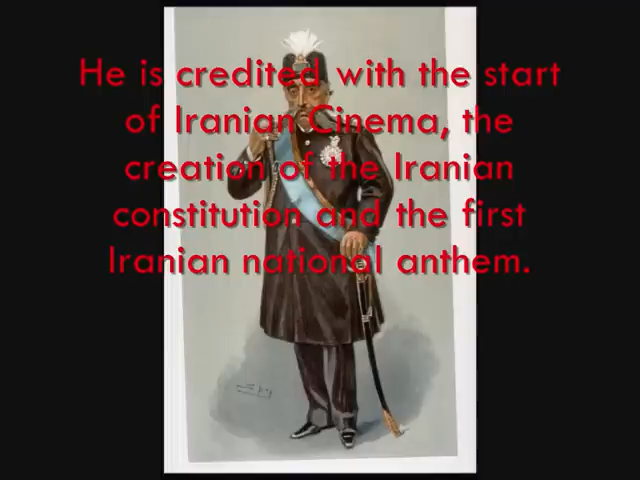 He is credited with the start
of Iranian Cinema, the
creation of the Iranian
constitution and the first
Iranian national anthem.